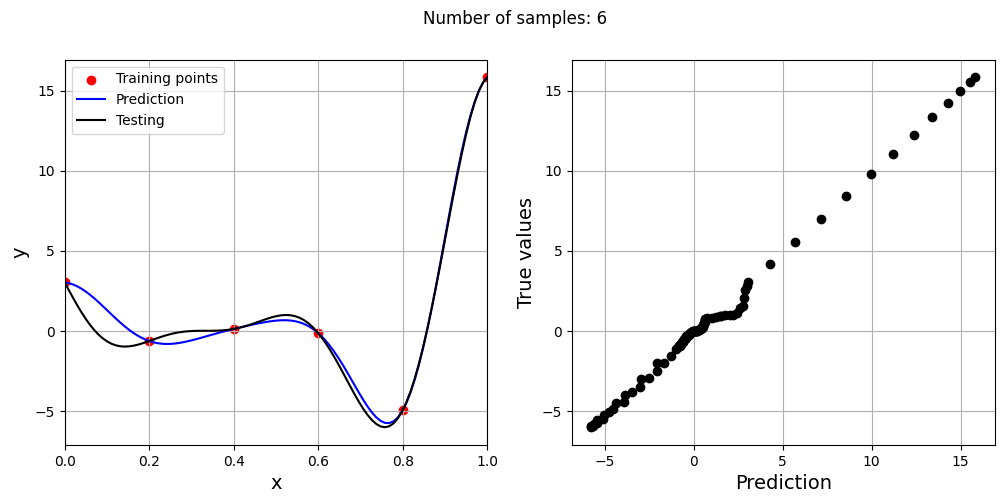 Number of samples: 6
Training points
Prediction
Testing
y
15
10
5
0
−5
0.0 0.2 0.4 0.6 0.8 1.0
x
True values
15
10
5
0
−5
−5 0 5 10 15
Prediction